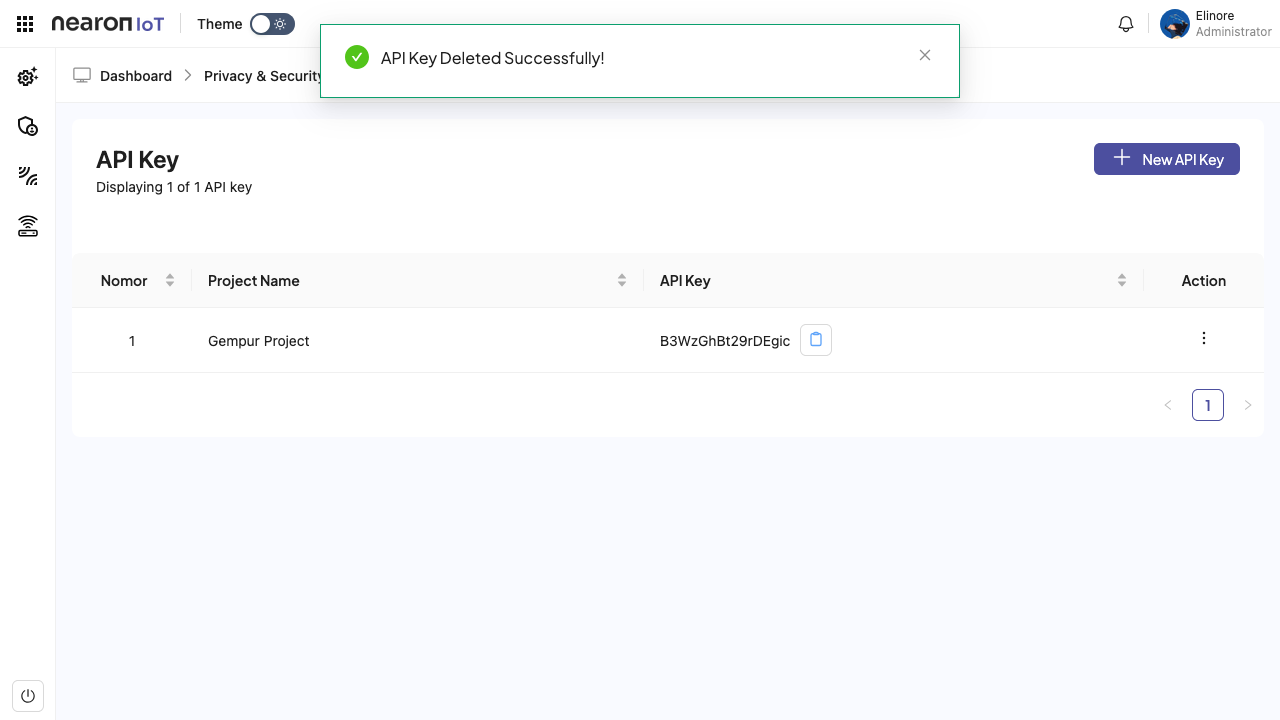 nearon IoT
Theme
Elinore
Administrator
API Key Deleted Successfully!
Dashboard > Privacy & Security
API Key
Displaying 1 of 1 API key
New API Key
Nomor Project Name API Key Action
1 Gempur Project B3WzGhBt29rDEgic
1